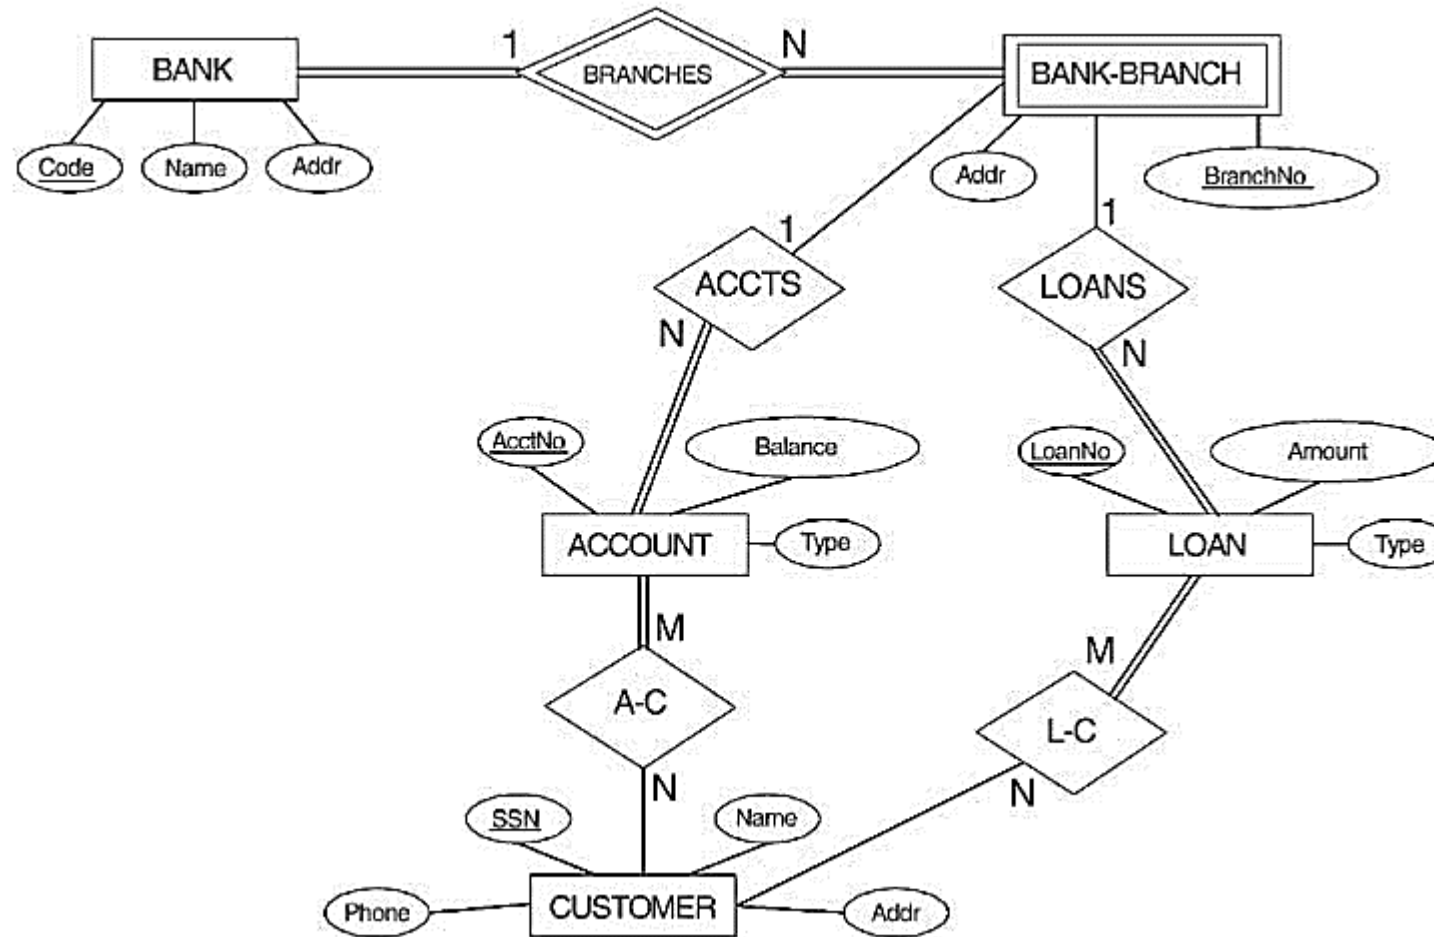 1
N
BANK
BRANCHES
BANK-BRANCH
Code
Name
Addr
Addr
BranchNo
1
1
ACCTS
LOANS
N
N
AcctNo
Balance
LoanNo
Amount
ACCOUNT
Type
LOAN
Type
M
M
A-C
L-C
N
N
SSN
Name
Phone
CUSTOMER
Addr